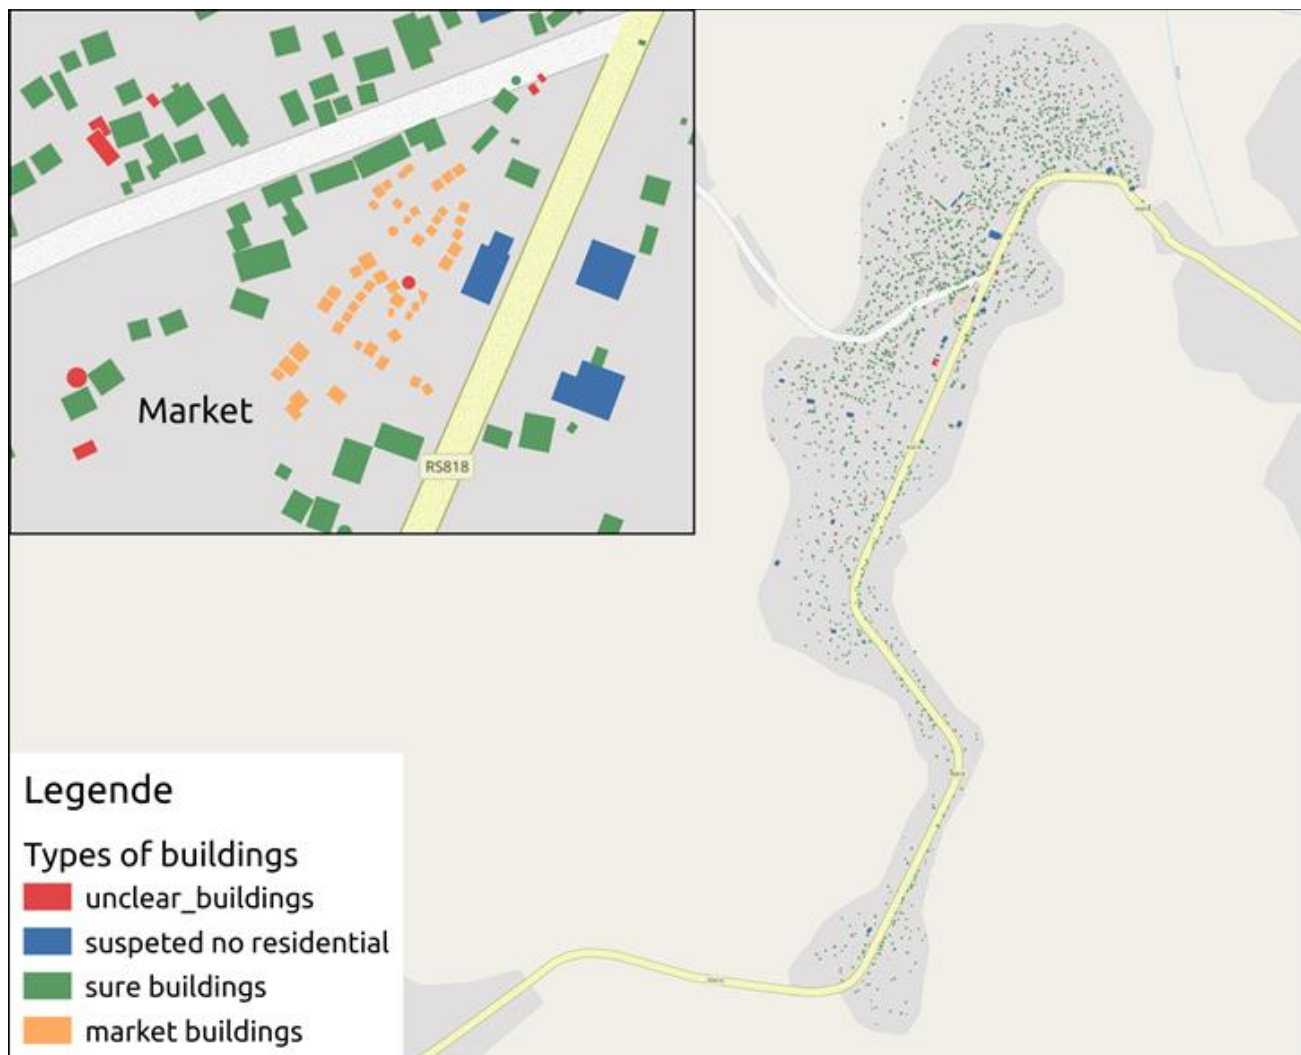 Market
RS818
Legende
Types of buildings
unclear_buildings
suspeted no residential
sure buildings
market buildings